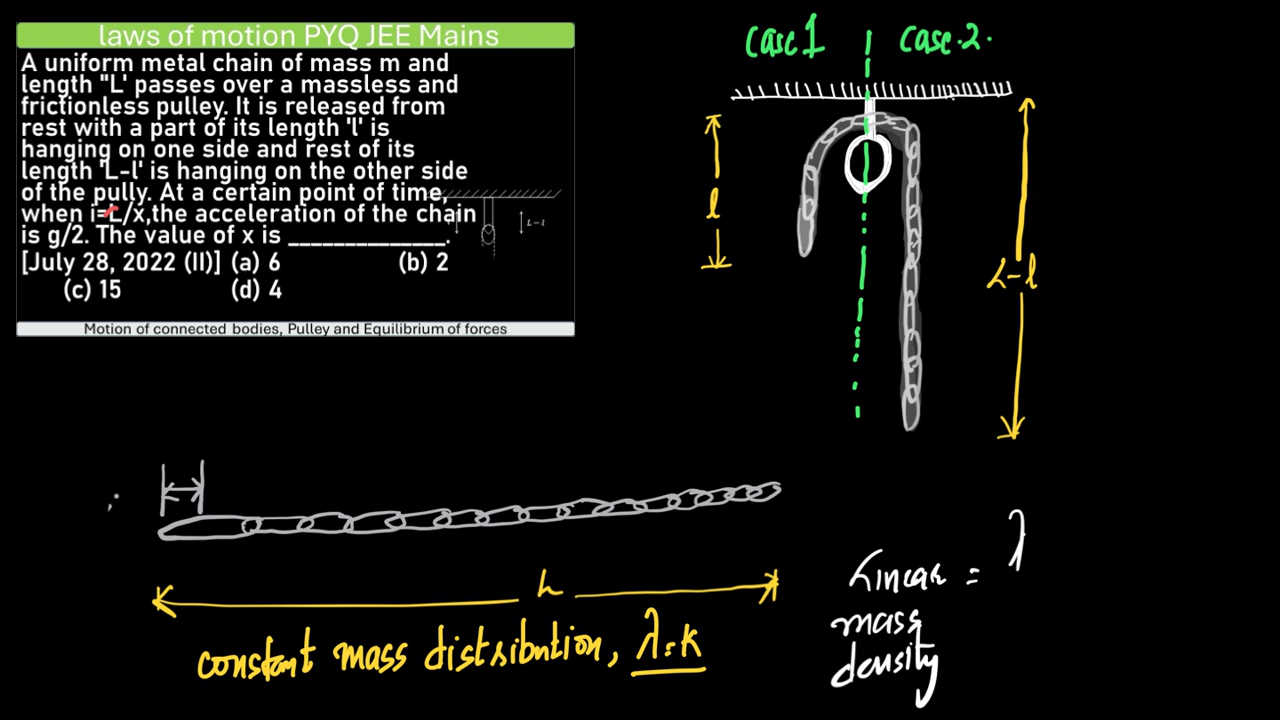 laws of motion PYQ JEE Mains
A uniform metal chain of mass m and
length "L' passes over a massless and
frictionless pulley. It is released from
rest with a part of its length 'l' is
hanging on one side and rest of its
length 'L-l' is hanging on the other side
of the pully. At a certain point of time,
when i=L/x,the acceleration of the chain
is g/2. The value of x is ______________.
[July 28, 2022 (II)] (a) 6 (b) 2
(c) 15 (d) 4
L-l
Motion of connected bodies, Pulley and Equilibrium of forces
case 1
case.2.
l
L-l
L
constant mass distribution, λ=k
Linear = λ
mass
density